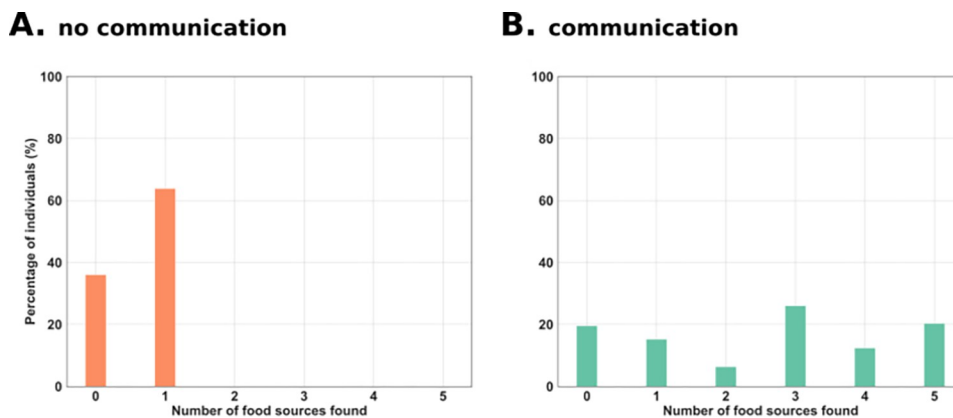 A. no communication
B. communication
Percentage of individuals (%)
100
80
60
40
20
0
0 1 2 3 4 5
Number of food sources found
100
80
60
40
20
0
0 1 2 3 4 5
Number of food sources found